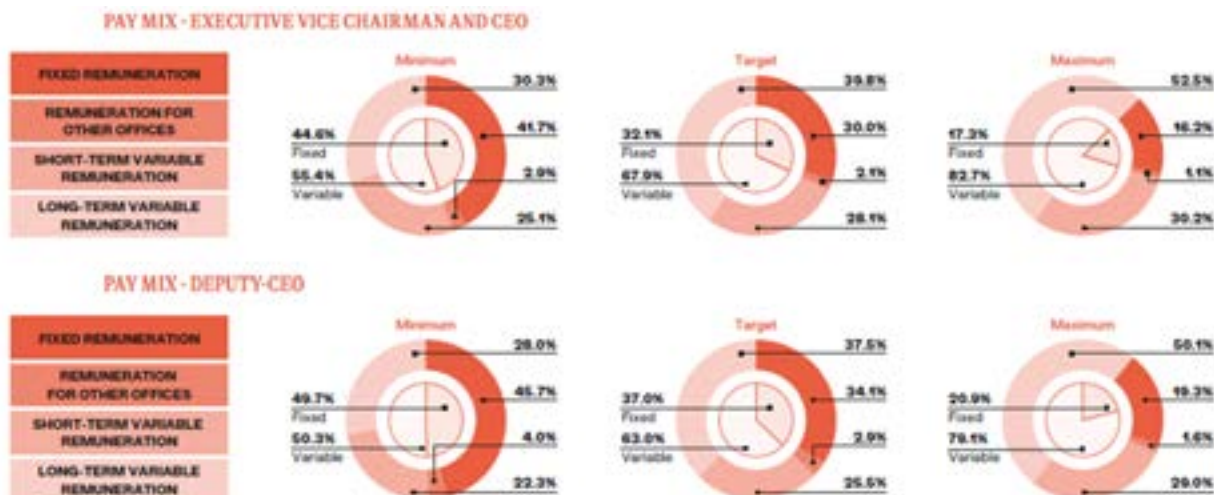 PAY MIX - EXECUTIVE VICE CHAIRMAN AND CEO
FIXED REMUNERATION
REMUNERATION FOR
OTHER OFFICES
SHORT-TERM VARIABLE
REMUNERATION
LONG-TERM VARIABLE
REMUNERATION
Minimum
30.3%
41.7%
2.9%
25.1%
44.6%
Fixed
55.4%
Variable
Target
39.8%
30.0%
2.1%
28.1%
32.1%
Fixed
67.9%
Variable
Maximum
52.5%
16.2%
1.1%
30.2%
17.3%
Fixed
82.7%
Variable
PAY MIX - DEPUTY-CEO
FIXED REMUNERATION
REMUNERATION
FOR OTHER OFFICES
SHORT-TERM VARIABLE
REMUNERATION
LONG-TERM VARIABLE
REMUNERATION
Minimum
28.0%
45.7%
4.0%
22.3%
49.7%
Fixed
50.3%
Variable
Target
37.5%
34.1%
2.9%
25.5%
37.0%
Fixed
63.0%
Variable
Maximum
50.1%
19.3%
1.6%
29.0%
20.9%
Fixed
79.1%
Variable